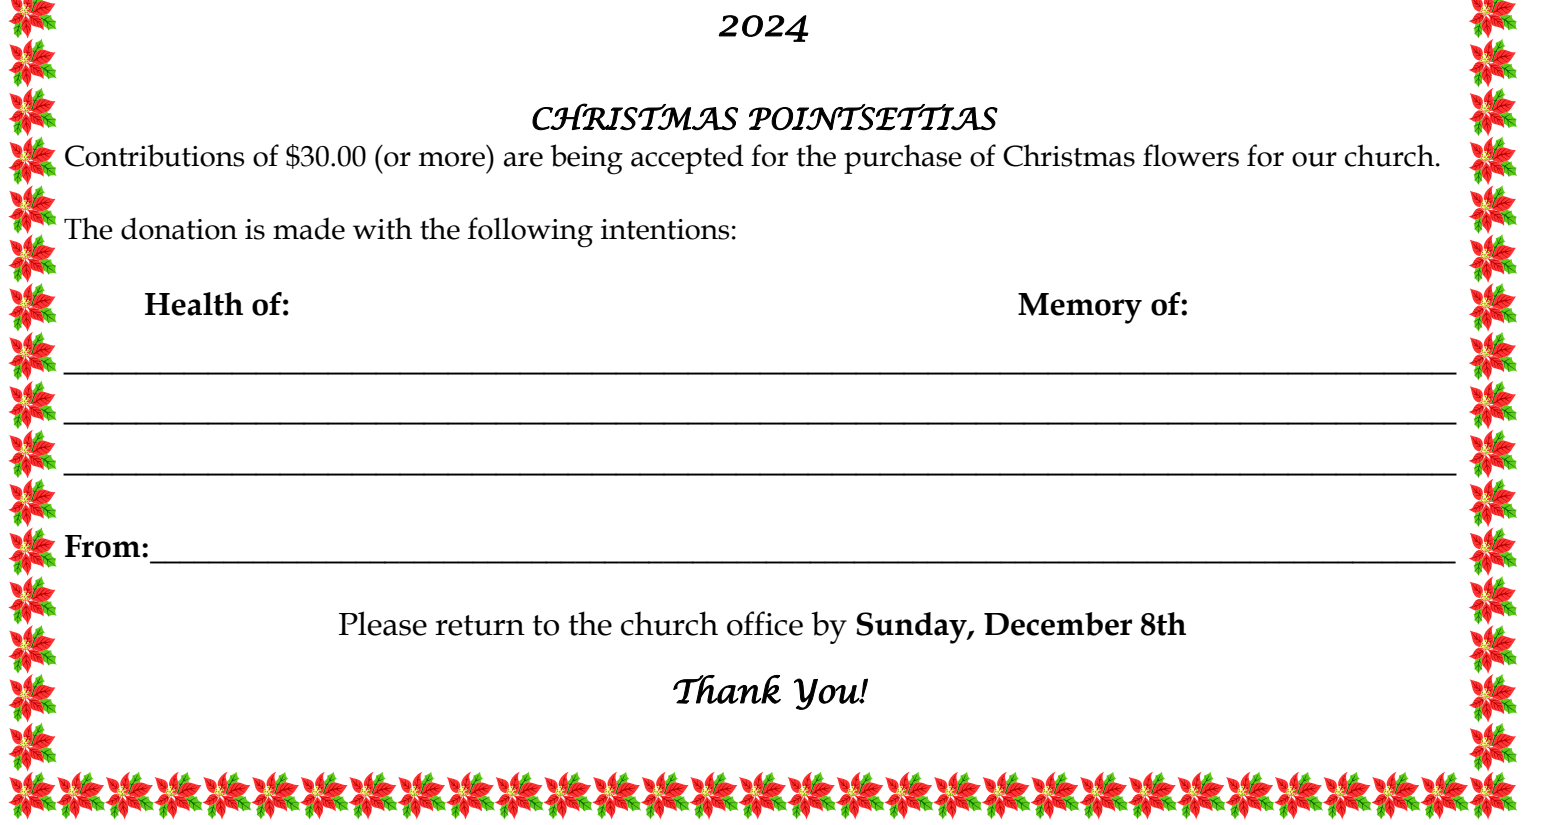 2024
CHRISTMAS POINTSETTIAS
Contributions of $30.00 (or more) are being accepted for the purchase of Christmas flowers for our church.
The donation is made with the following intentions:
Health of: Memory of:
From:
Please return to the church office by Sunday, December 8th
Thank You!